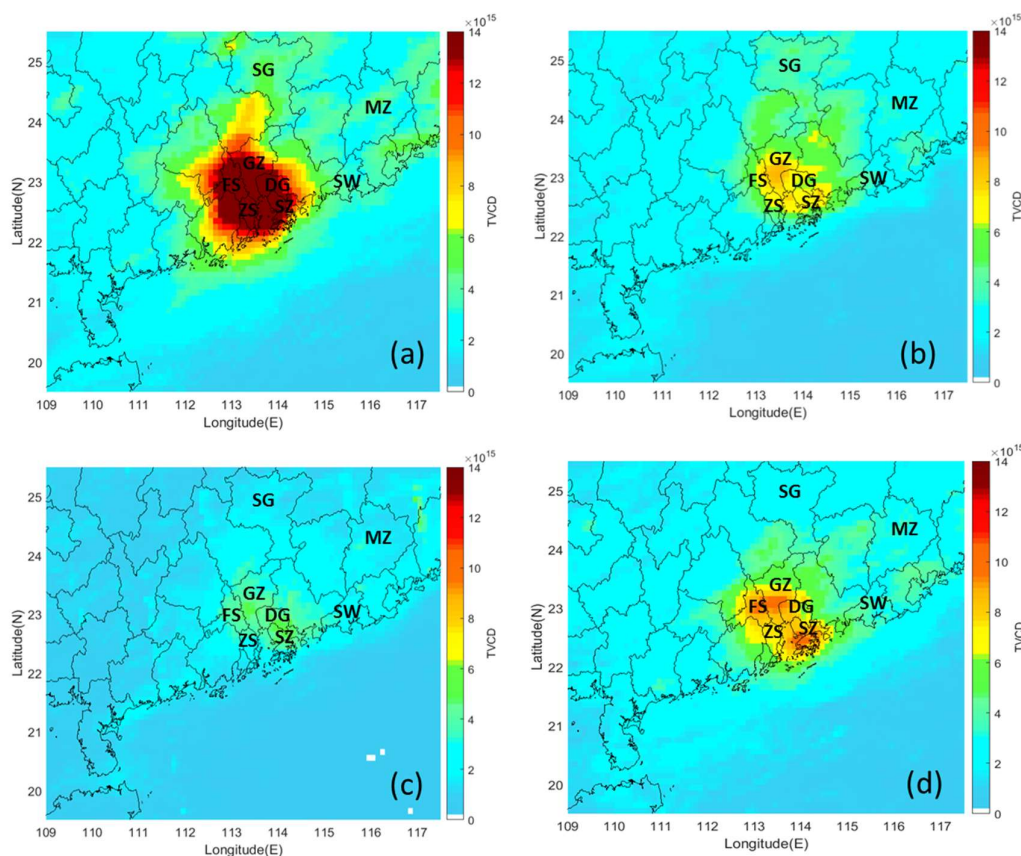 ×10^15
25
24
23
22
21
20
Latitude(N)
109 110 111 112 113 114 115 116 117
Longitude(E)
SG
MZ
GZ
FS DG SW
ZS SZ
(a)
14
12
10
8
6
4
2
0
TVCD
×10^15
25
24
23
22
21
20
Latitude(N)
109 110 111 112 113 114 115 116 117
Longitude(E)
SG
MZ
GZ
FS DG SW
ZS SZ
(b)
14
12
10
8
6
4
2
0
TVCD
×10^15
25
24
23
22
21
20
Latitude(N)
109 110 111 112 113 114 115 116 117
Longitude(E)
SG
MZ
GZ
FS DG SW
ZS SZ
(c)
14
12
10
8
6
4
2
0
TVCD
×10^15
25
24
23
22
21
20
Latitude(N)
109 110 111 112 113 114 115 116 117
Longitude(E)
SG
MZ
GZ
FS DG SW
ZS SZ
(d)
14
12
10
8
6
4
2
0
TVCD